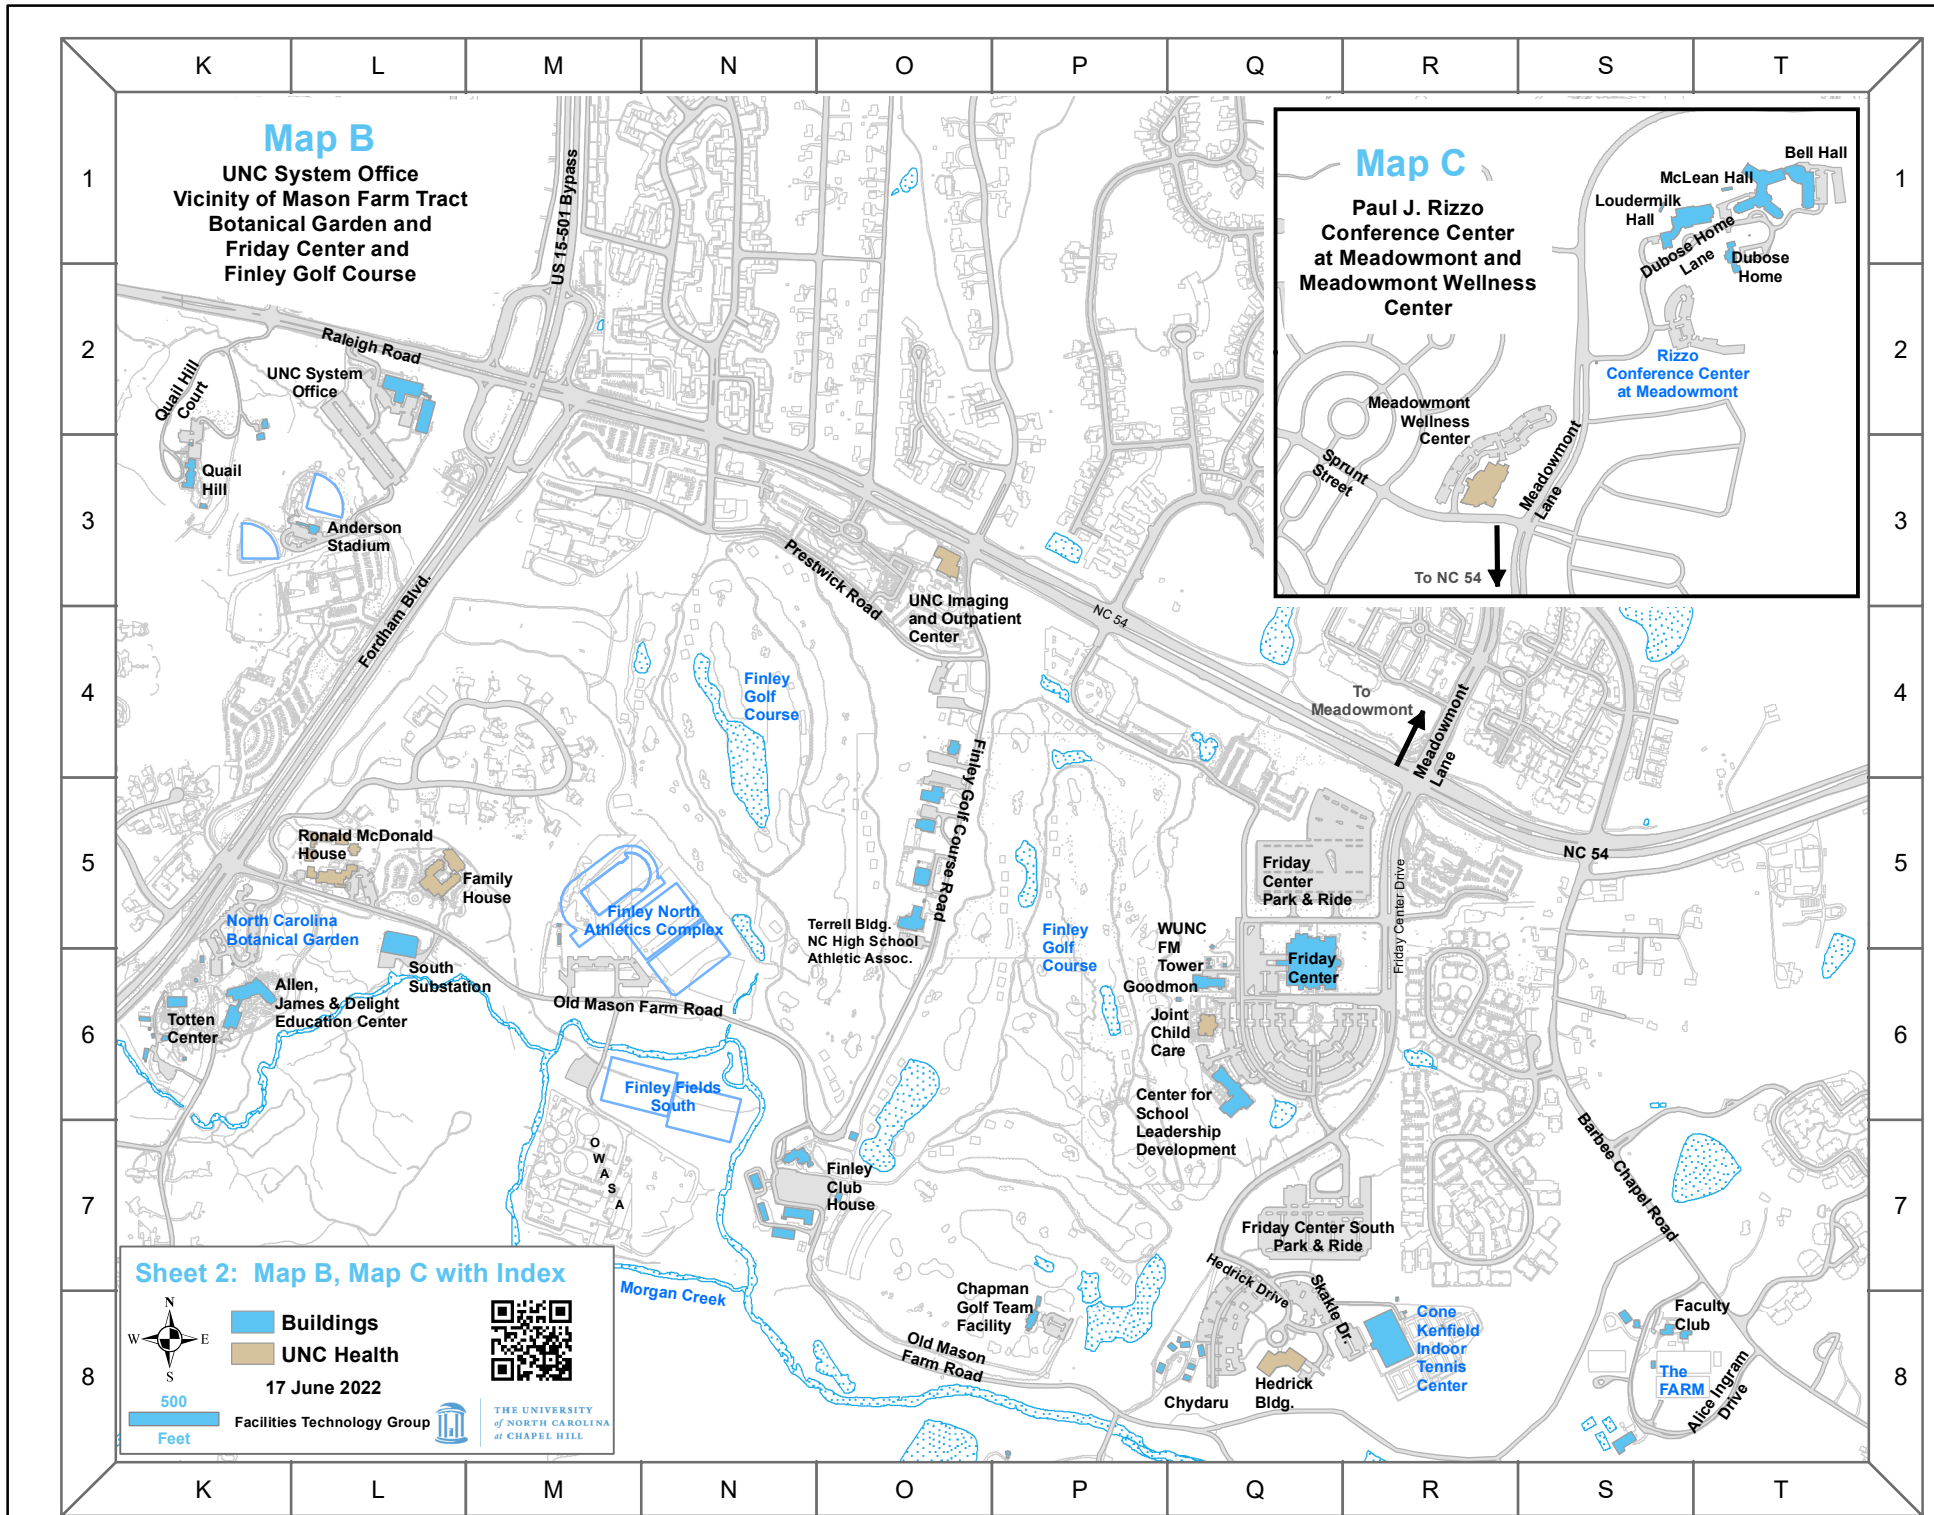 K L M N O P Q R S T
Map B
UNC System Office
Vicinity of Mason Farm Tract
Botanical Garden and
Friday Center and
Finley Golf Course
Map C
Paul J. Rizzo
Conference Center
at Meadowmont and
Meadowmont Wellness
Center
Bell Hall
McLean Hall
Loudermilk
Hall
Dubose Home
Lane
Dubose
Home
Rizzo
Conference Center
at Meadowmont
Meadowmont
Wellness
Center
Sprunt
Street
Meadowmont
Lane
To NC 54
1
2
3
4
5
6
7
8
1
2
3
4
5
6
7
8
US 15-501 Bypass
Raleigh Road
Quail Hill
Court
UNC System
Office
Quail
Hill
Anderson
Stadium
Fordham Blvd.
Prestwick Road
UNC Imaging
and Outpatient
Center
NC 54
Finley
Golf
Course
To
Meadowmont
Meadowmont
Lane
Finley Golf Course Road
Ronald McDonald
House
Family
House
Friday
Center
Park & Ride
Friday Center Drive
NC 54
North Carolina
Botanical Garden
Finley North
Athletics Complex
Terrell Bldg.
NC High School
Athletic Assoc.
Finley
Golf
Course
WUNC
FM
Tower
Friday
Center
Goodmon
South
Substation
Allen,
James & Delight
Education Center
Totten
Center
Old Mason Farm Road
Joint
Child
Care
Finley Fields
South
Center for
School
Leadership
Development
OWASA
Finley
Club
House
Barbee Chapel Road
Friday Center South
Park & Ride
Hedrick Drive
Skakle Dr.
Morgan Creek
Chapman
Golf Team
Facility
Old Mason
Farm Road
Cone
Kenfield
Indoor
Tennis
Center
Faculty
Club
The
FARM
Alice Ingram
Drive
Chydaru
Hedrick
Bldg.
Sheet 2: Map B, Map C with Index
N
W E
S
Buildings
UNC Health
17 June 2022
500
Feet
Facilities Technology Group
THE UNIVERSITY
of NORTH CAROLINA
at CHAPEL HILL
K L M N O P Q R S T